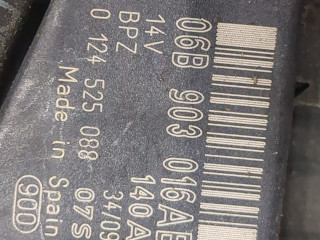 06B 903 016AE
14V 140A
BPZ 34/09
0 124 525 088 07S
Made in Spain
900